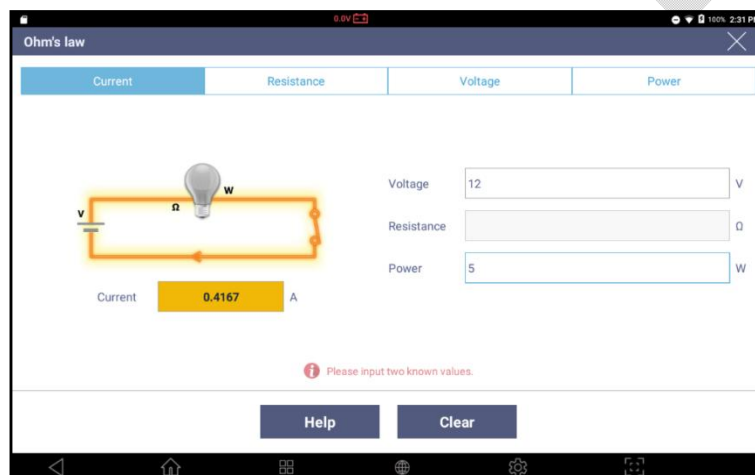 0.0V
100% 2:31 P
Ohm's law
Current Resistance Voltage Power
Voltage 12 V
V Ω W
Resistance Ω
Power 5 W
Current 0.4167 A
Please input two known values.
Help Clear